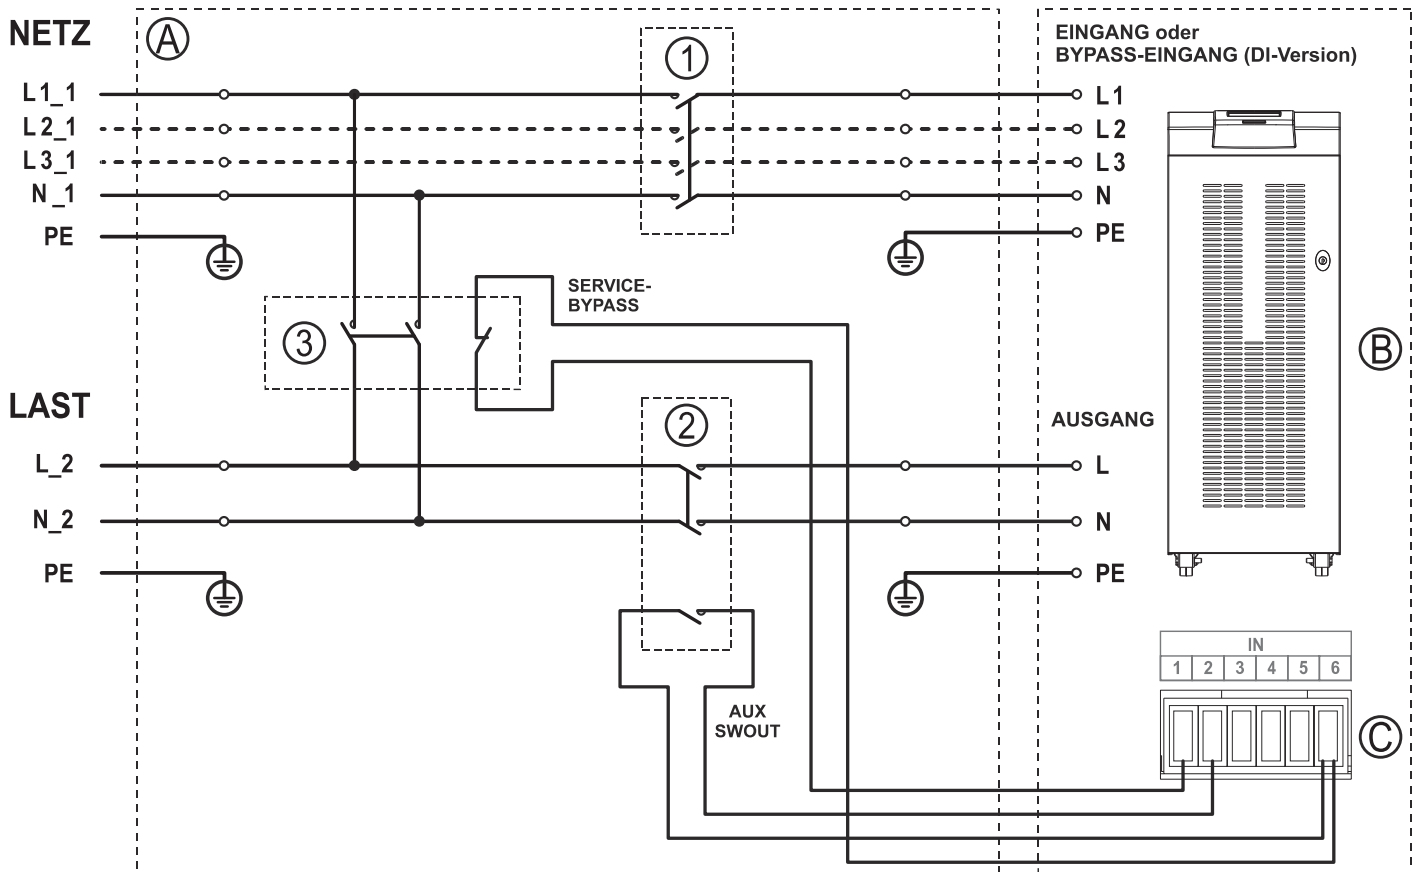 NETZ
A
1
EINGANG oder
BYPASS-EINGANG (DI-Version)
L1_1
L1
L2_1
L2
L3_1
L3
N_1
N
PE
PE
SERVICE-
BYPASS
3
B
LAST
2
AUSGANG
L_2
L
N_2
N
PE
PE
IN
1 2 3 4 5 6
AUX
SWOUT
C